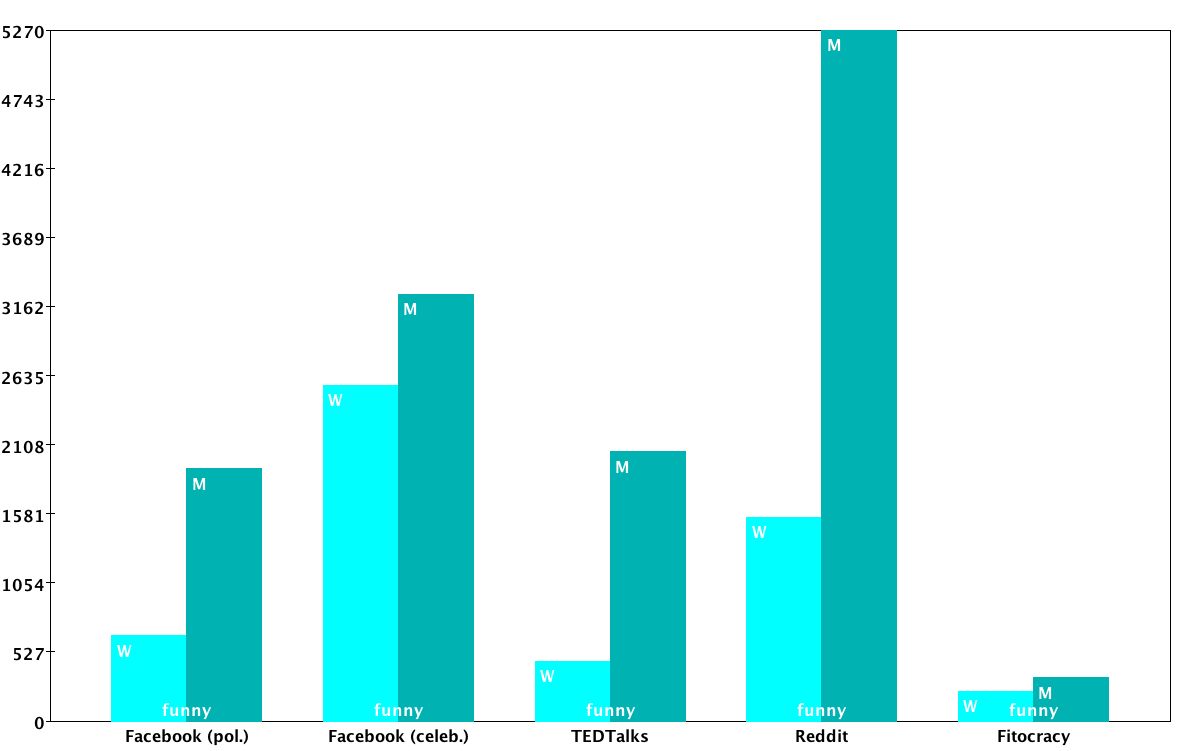 5270
M
4743
4216
3689
3162
M
2635
W
2108
M
M
1581
W
1054
527
W
W
M
W
funny funny funny funny funny
0
Facebook (pol.) Facebook (celeb.) TEDTalks Reddit Fitocracy